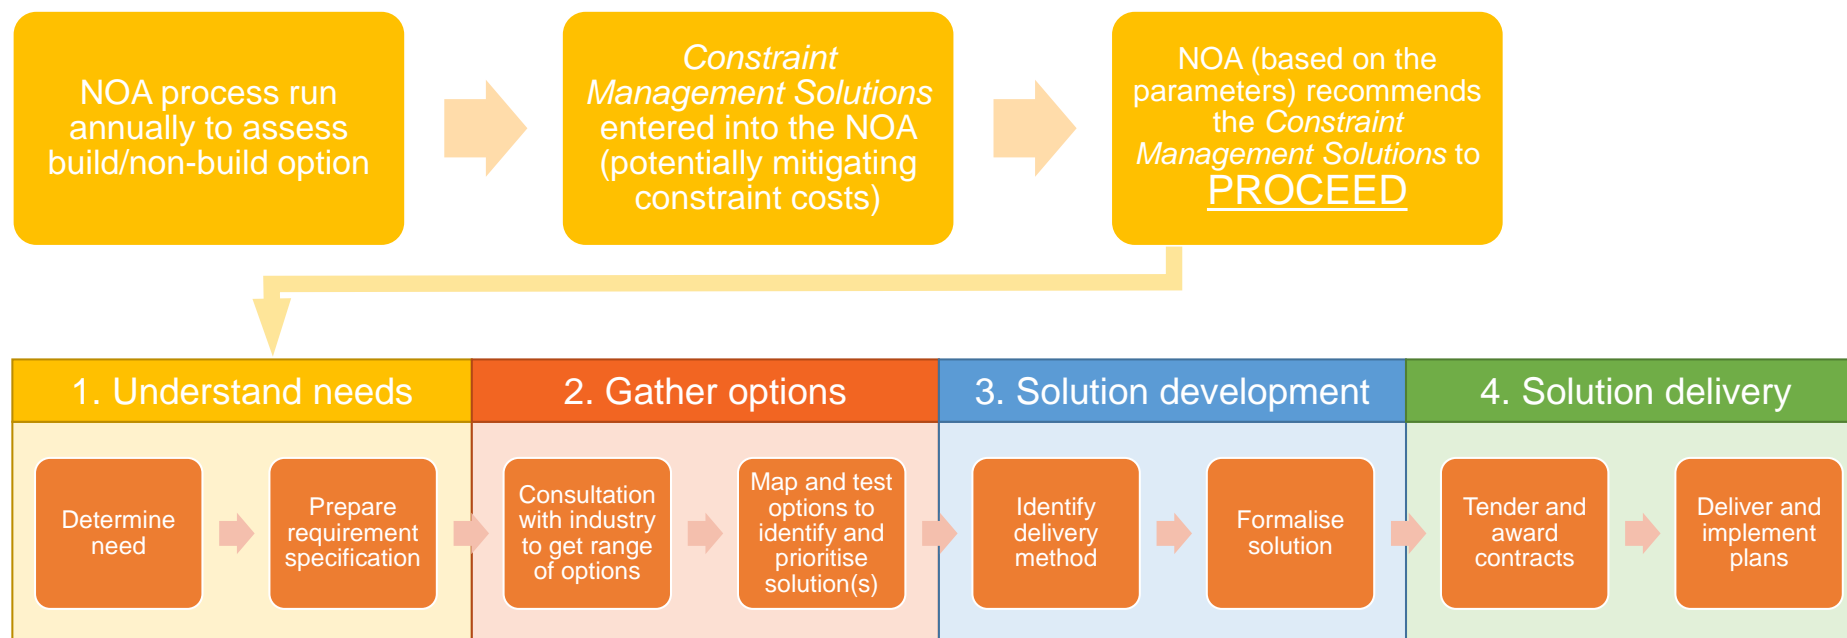 NOA process run
annually to assess
build/non-build option
Constraint
Management Solutions
entered into the NOA
(potentially mitigating
constraint costs)
NOA (based on the
parameters) recommends
the Constraint
Management Solutions to
PROCEED
1. Understand needs
2. Gather options
3. Solution development
4. Solution delivery
Determine
need
Prepare
requirement
specification
Consultation
with industry
to get range
of options
Map and test
options to
identify and
prioritise
solution(s)
Identify
delivery
method
Formalise
solution
Tender and
award
contracts
Deliver and
implement
plans